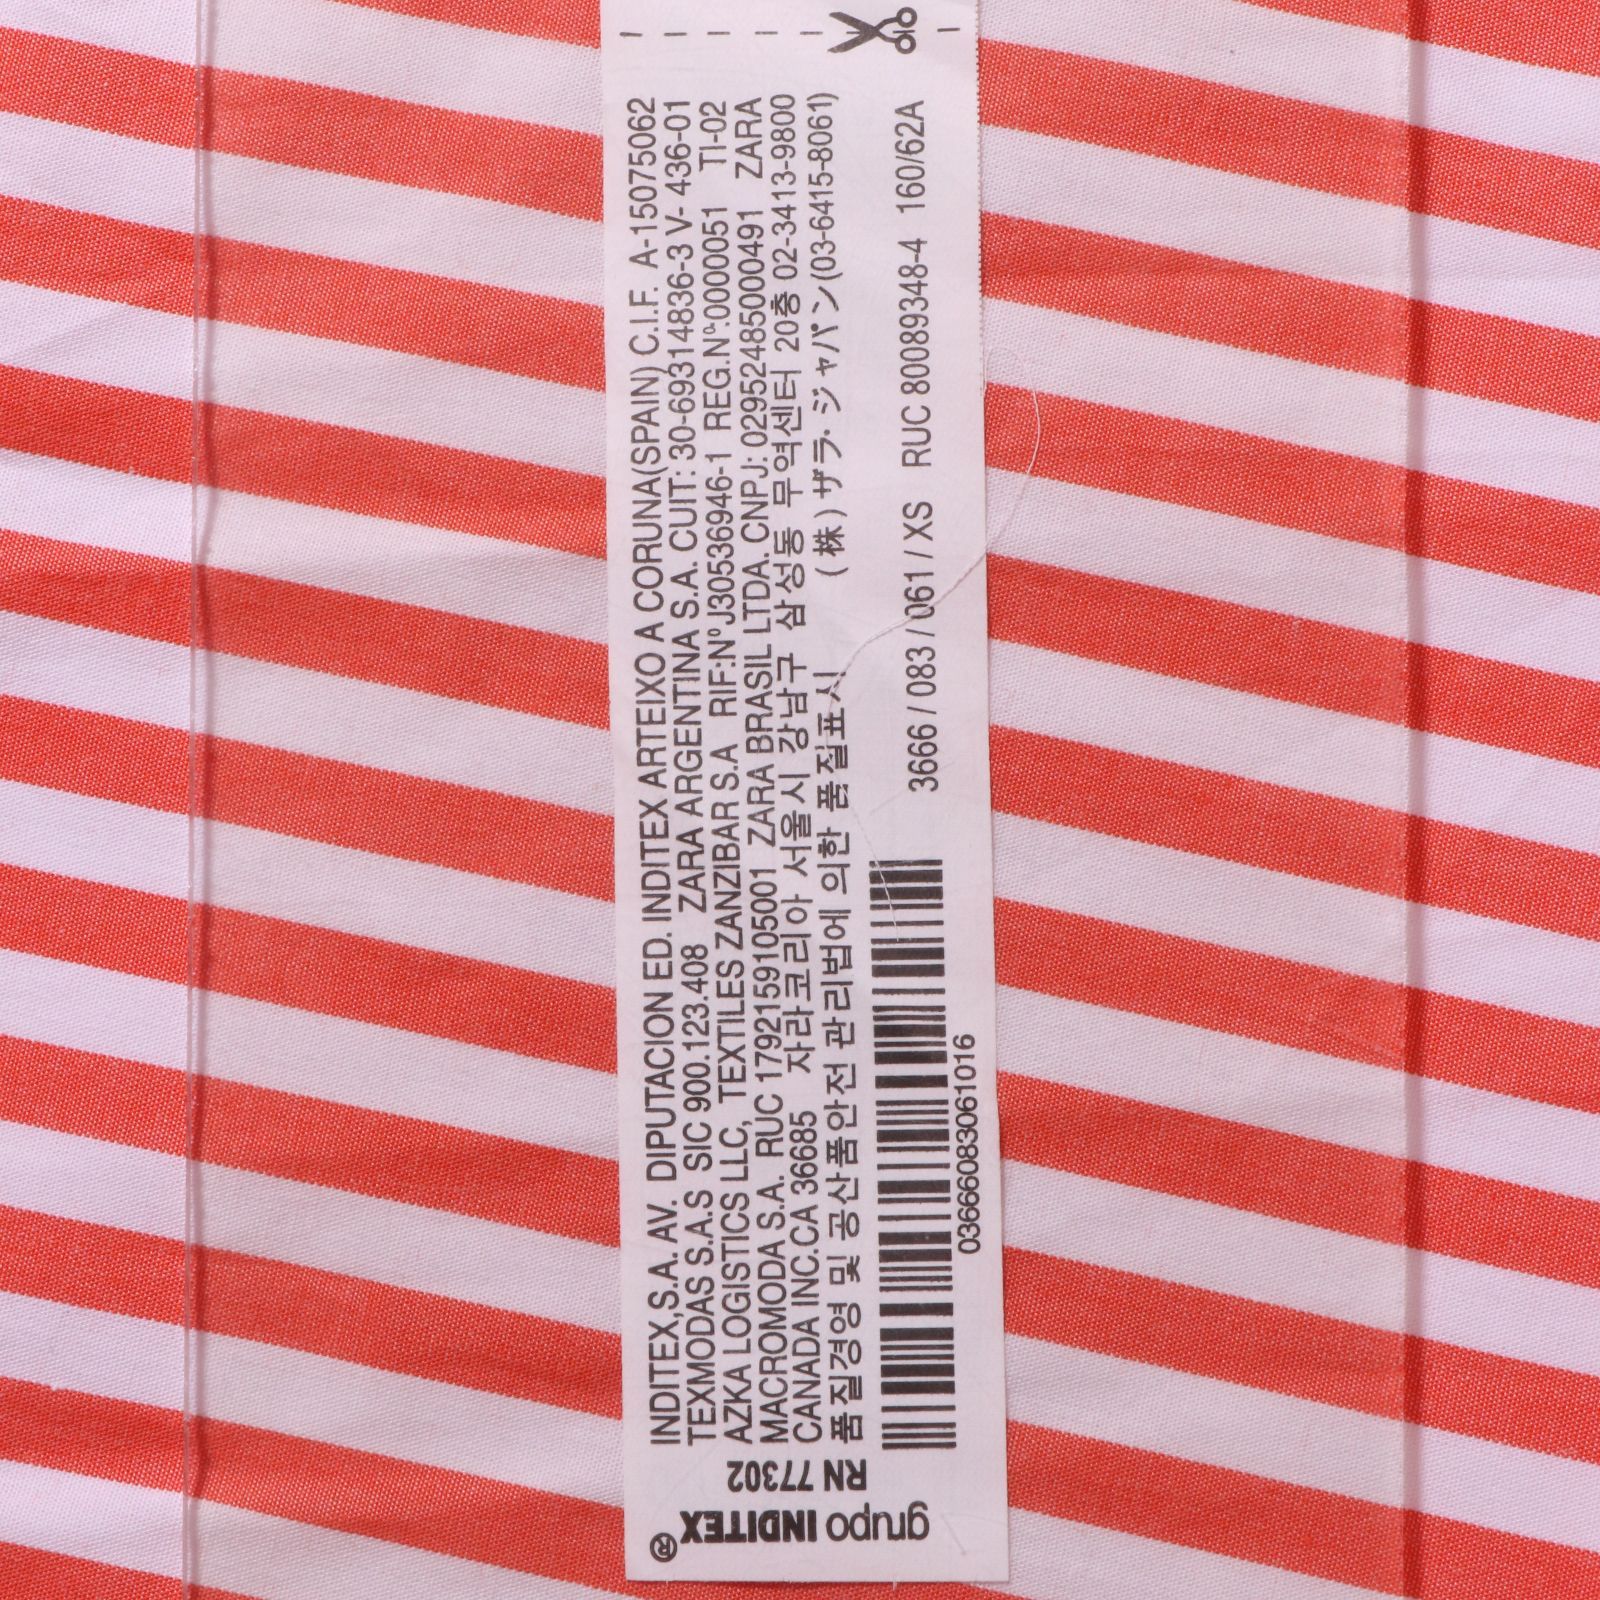 grupo INDITEX®
RN 77302
INDITEX,S.A. AV. DIPUTACION ED. INDITEX ARTEIXO A CORUNA(SPAIN) C.I.F. A-15075062
TEXMODAS S.A.S SIC 900.123.408 ZARA ARGENTINA S.A. CUIT: 30-69314836-3 V- 436-01
AZKA LOGISTICS LLC, TEXTILES ZANZIBAR S.A RIF:Nº J30536946-1 REG.Nº:0000051 TI-02
MACROMODA S.A. RUC 1792159105001 ZARA BRASIL LTDA. CNPJ: 02952485000491 ZARA
CANADA INC.CA 36685 자라코리아 서울시 강남구 삼성동 무역센터 20층 02-3413-9800
품질경영 및 공산품안전 관리법에 의한 품질표시 (株) ザラ・ジャパン(03-6415-8061)
3666 / 083 / 061 / XS RUC 80089348-4 160/62A
03666083061016